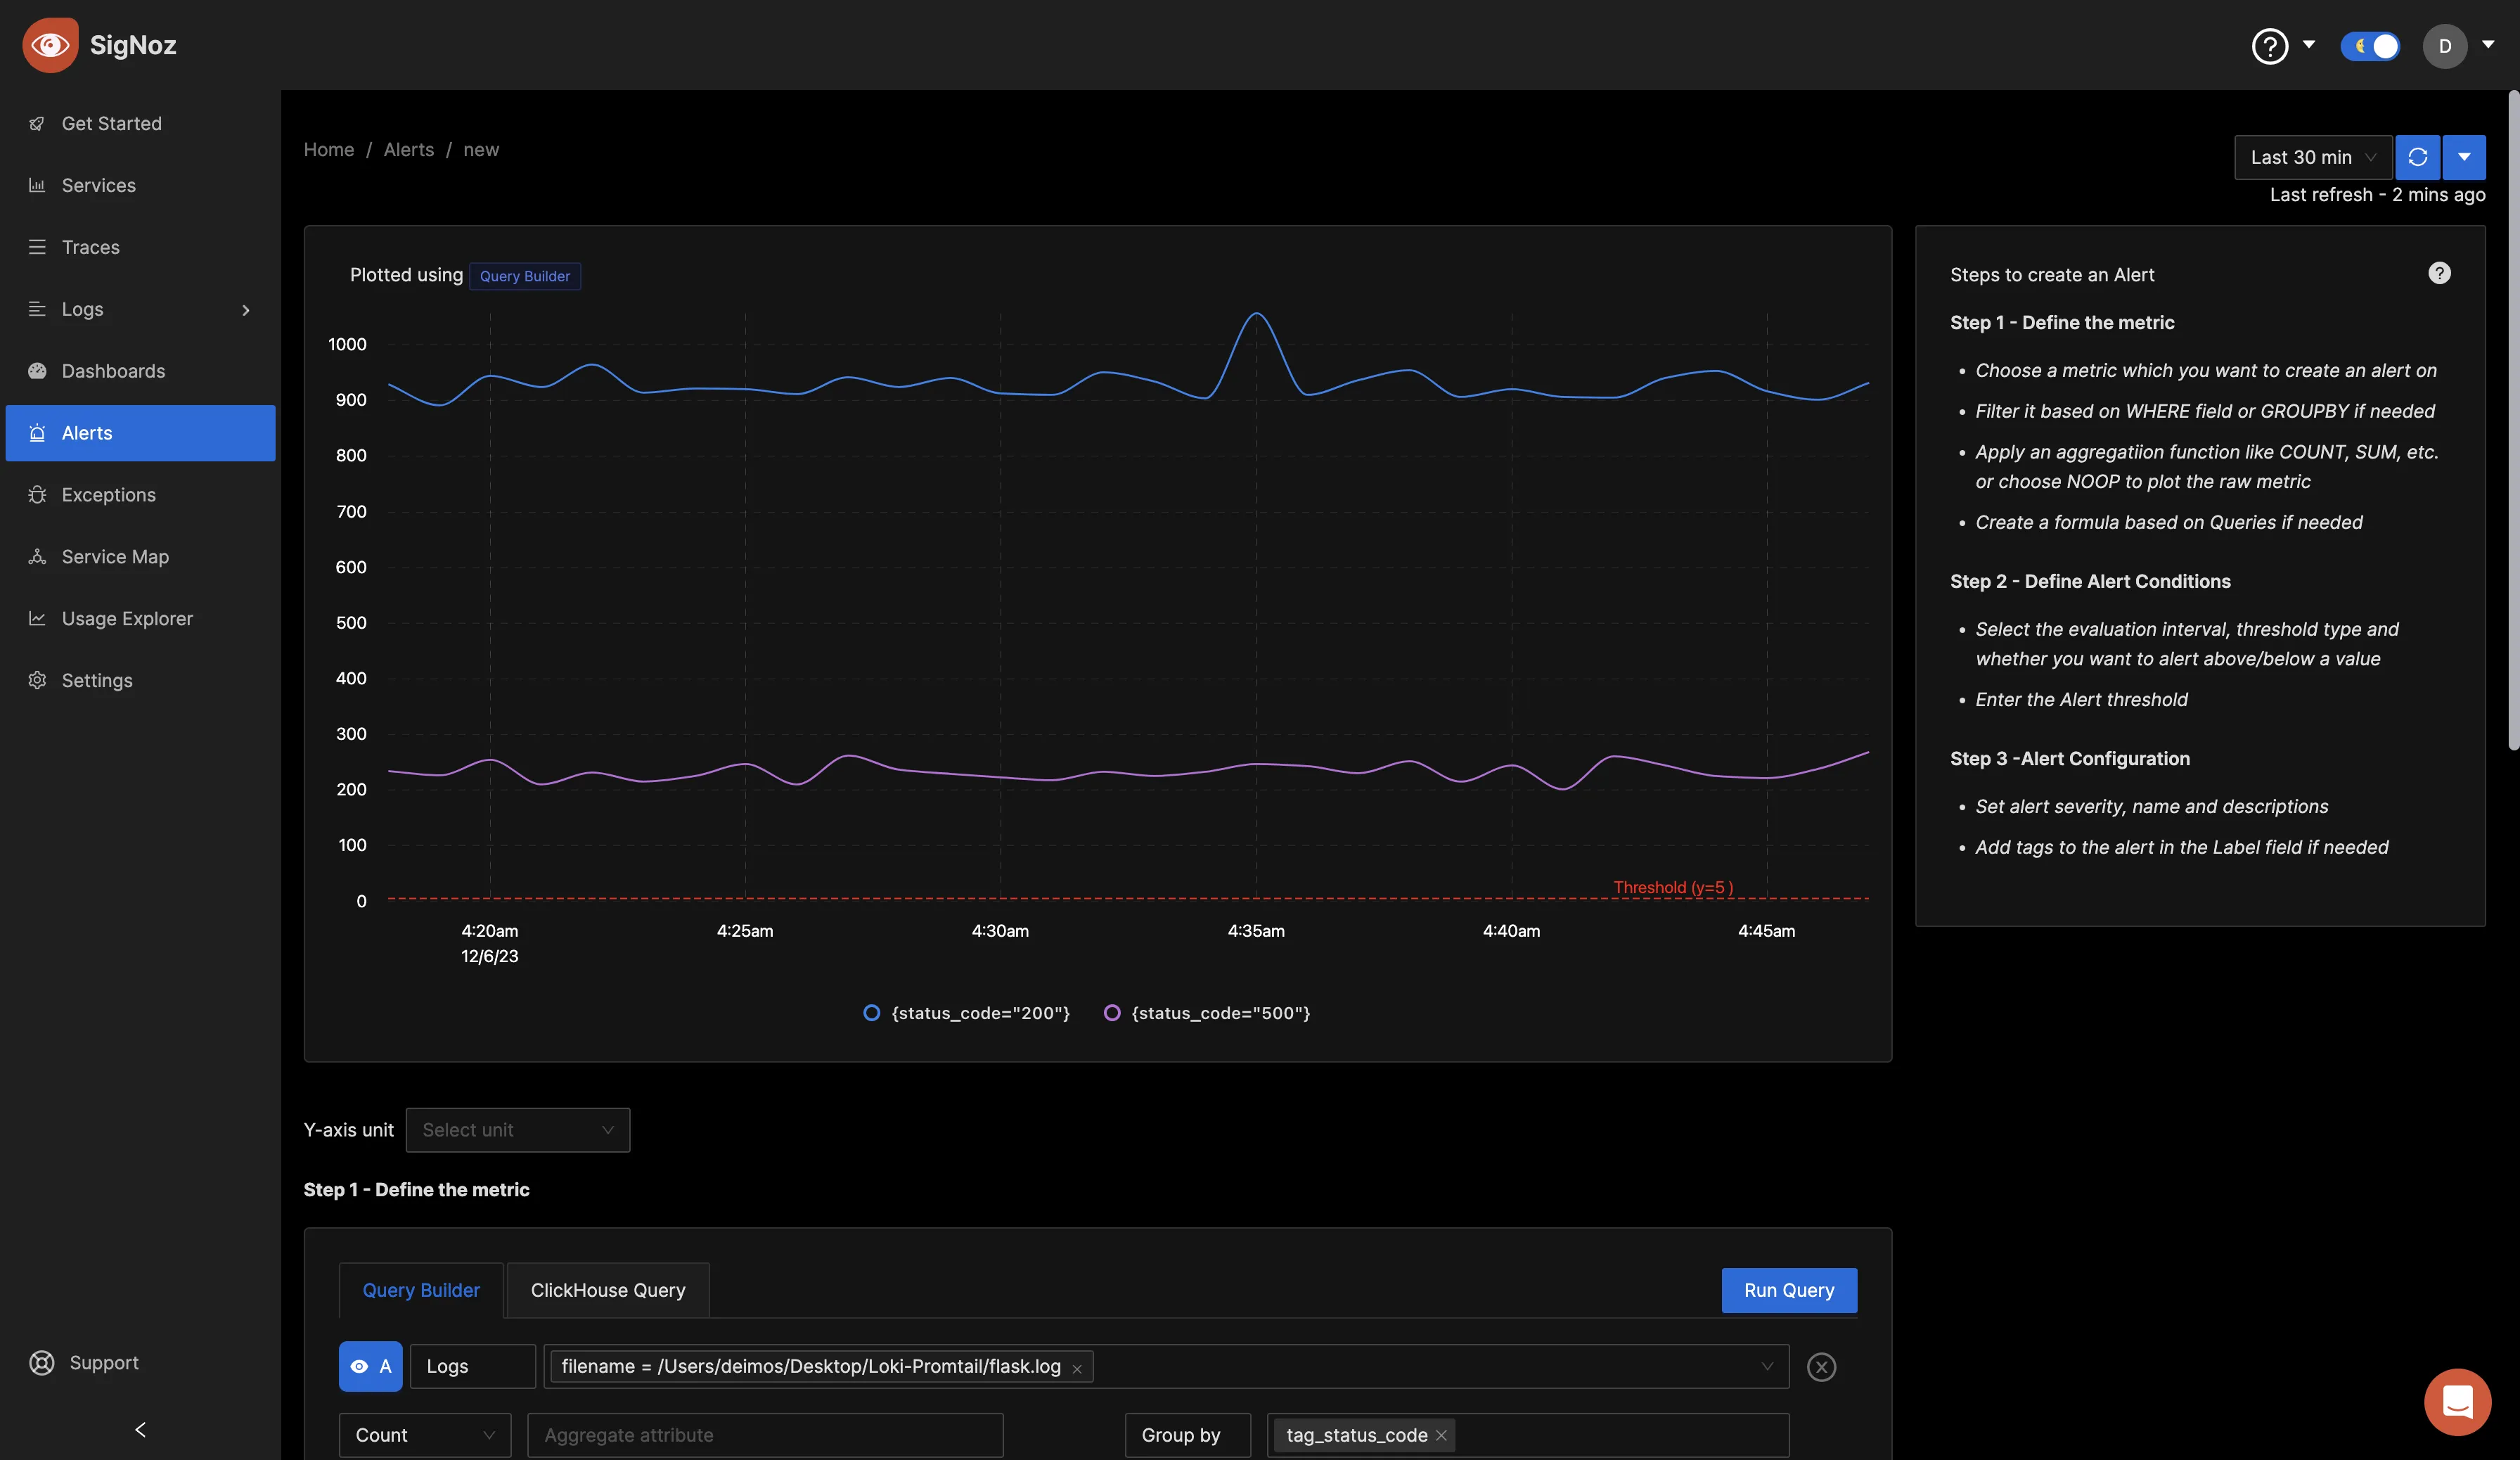 SigNoz
D
Get Started
Services
Traces
Logs
Dashboards
Alerts
Exceptions
Service Map
Usage Explorer
Settings
Support
Home / Alerts / new
Last 30 min
Last refresh - 2 mins ago
Plotted using Query Builder
1000
900
800
700
600
500
400
300
200
100
0
Threshold (y=5 )
4:20am 4:25am 4:30am 4:35am 4:40am 4:45am
12/6/23
{status_code="200"} {status_code="500"}
Steps to create an Alert
?
Step 1 - Define the metric
• Choose a metric which you want to create an alert on
• Filter it based on WHERE field or GROUPBY if needed
• Apply an aggregatiion function like COUNT, SUM, etc.
or choose NOOP to plot the raw metric
• Create a formula based on Queries if needed
Step 2 - Define Alert Conditions
• Select the evaluation interval, threshold type and
whether you want to alert above/below a value
• Enter the Alert threshold
Step 3 -Alert Configuration
• Set alert severity, name and descriptions
• Add tags to the alert in the Label field if needed
Y-axis unit Select unit
Step 1 - Define the metric
Query Builder ClickHouse Query Run Query
A Logs filename = /Users/deimos/Desktop/Loki-Promtail/flask.log
Count Aggregate attribute Group by tag_status_code